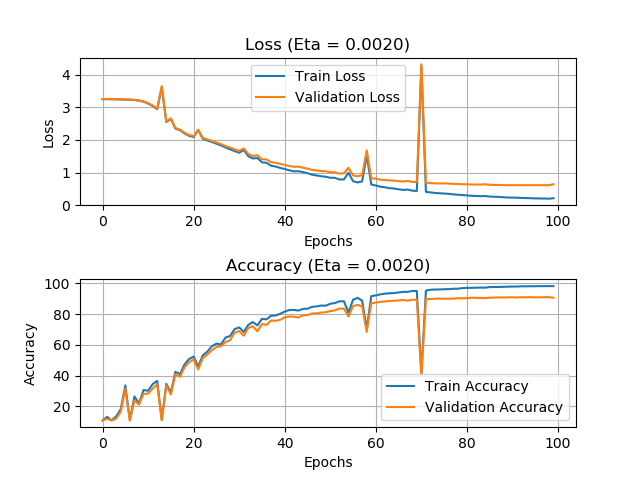 Loss (Eta = 0.0020)
4
3
2
1
0
Loss
Train Loss
Validation Loss
0 20 40 60 80 100
Epochs
Accuracy (Eta = 0.0020)
100
80
60
40
20
Accuracy
Train Accuracy
Validation Accuracy
0 20 40 60 80 100
Epochs